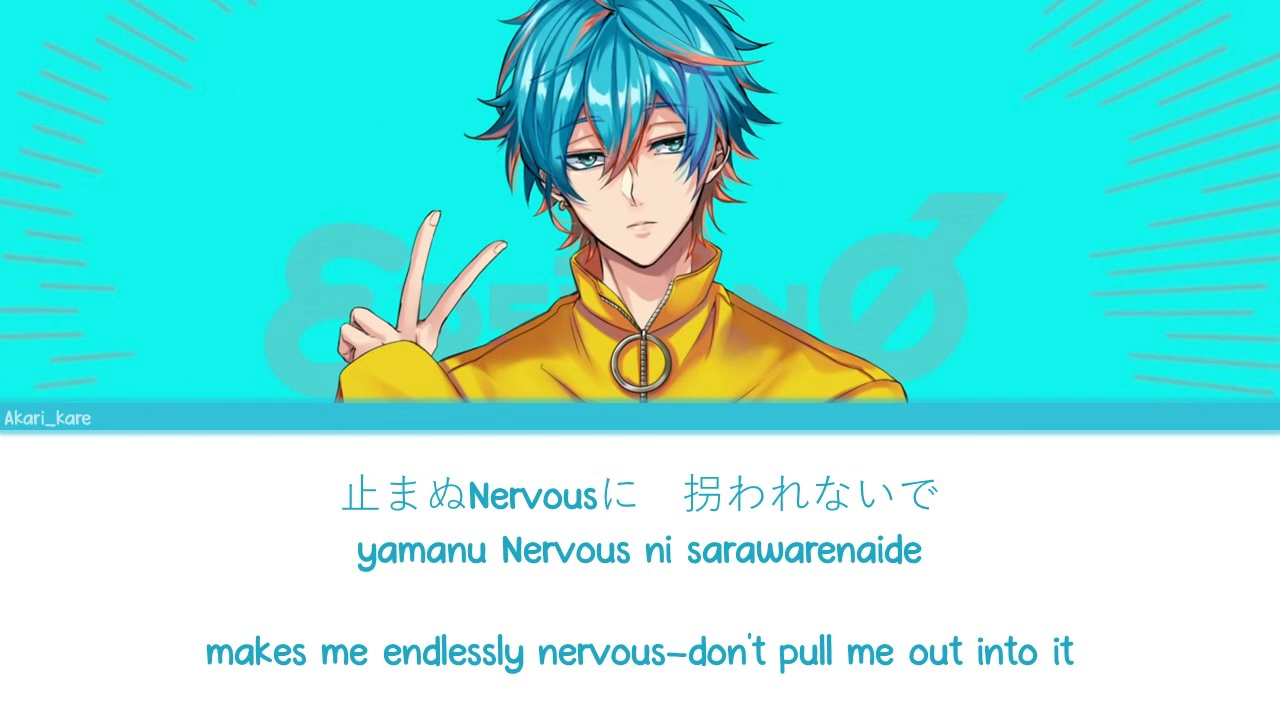 Akari_kare
止まぬNervousに　拐われないで
yamanu Nervous ni sarawarenaide
makes me endlessly nervous–don't pull me out into it